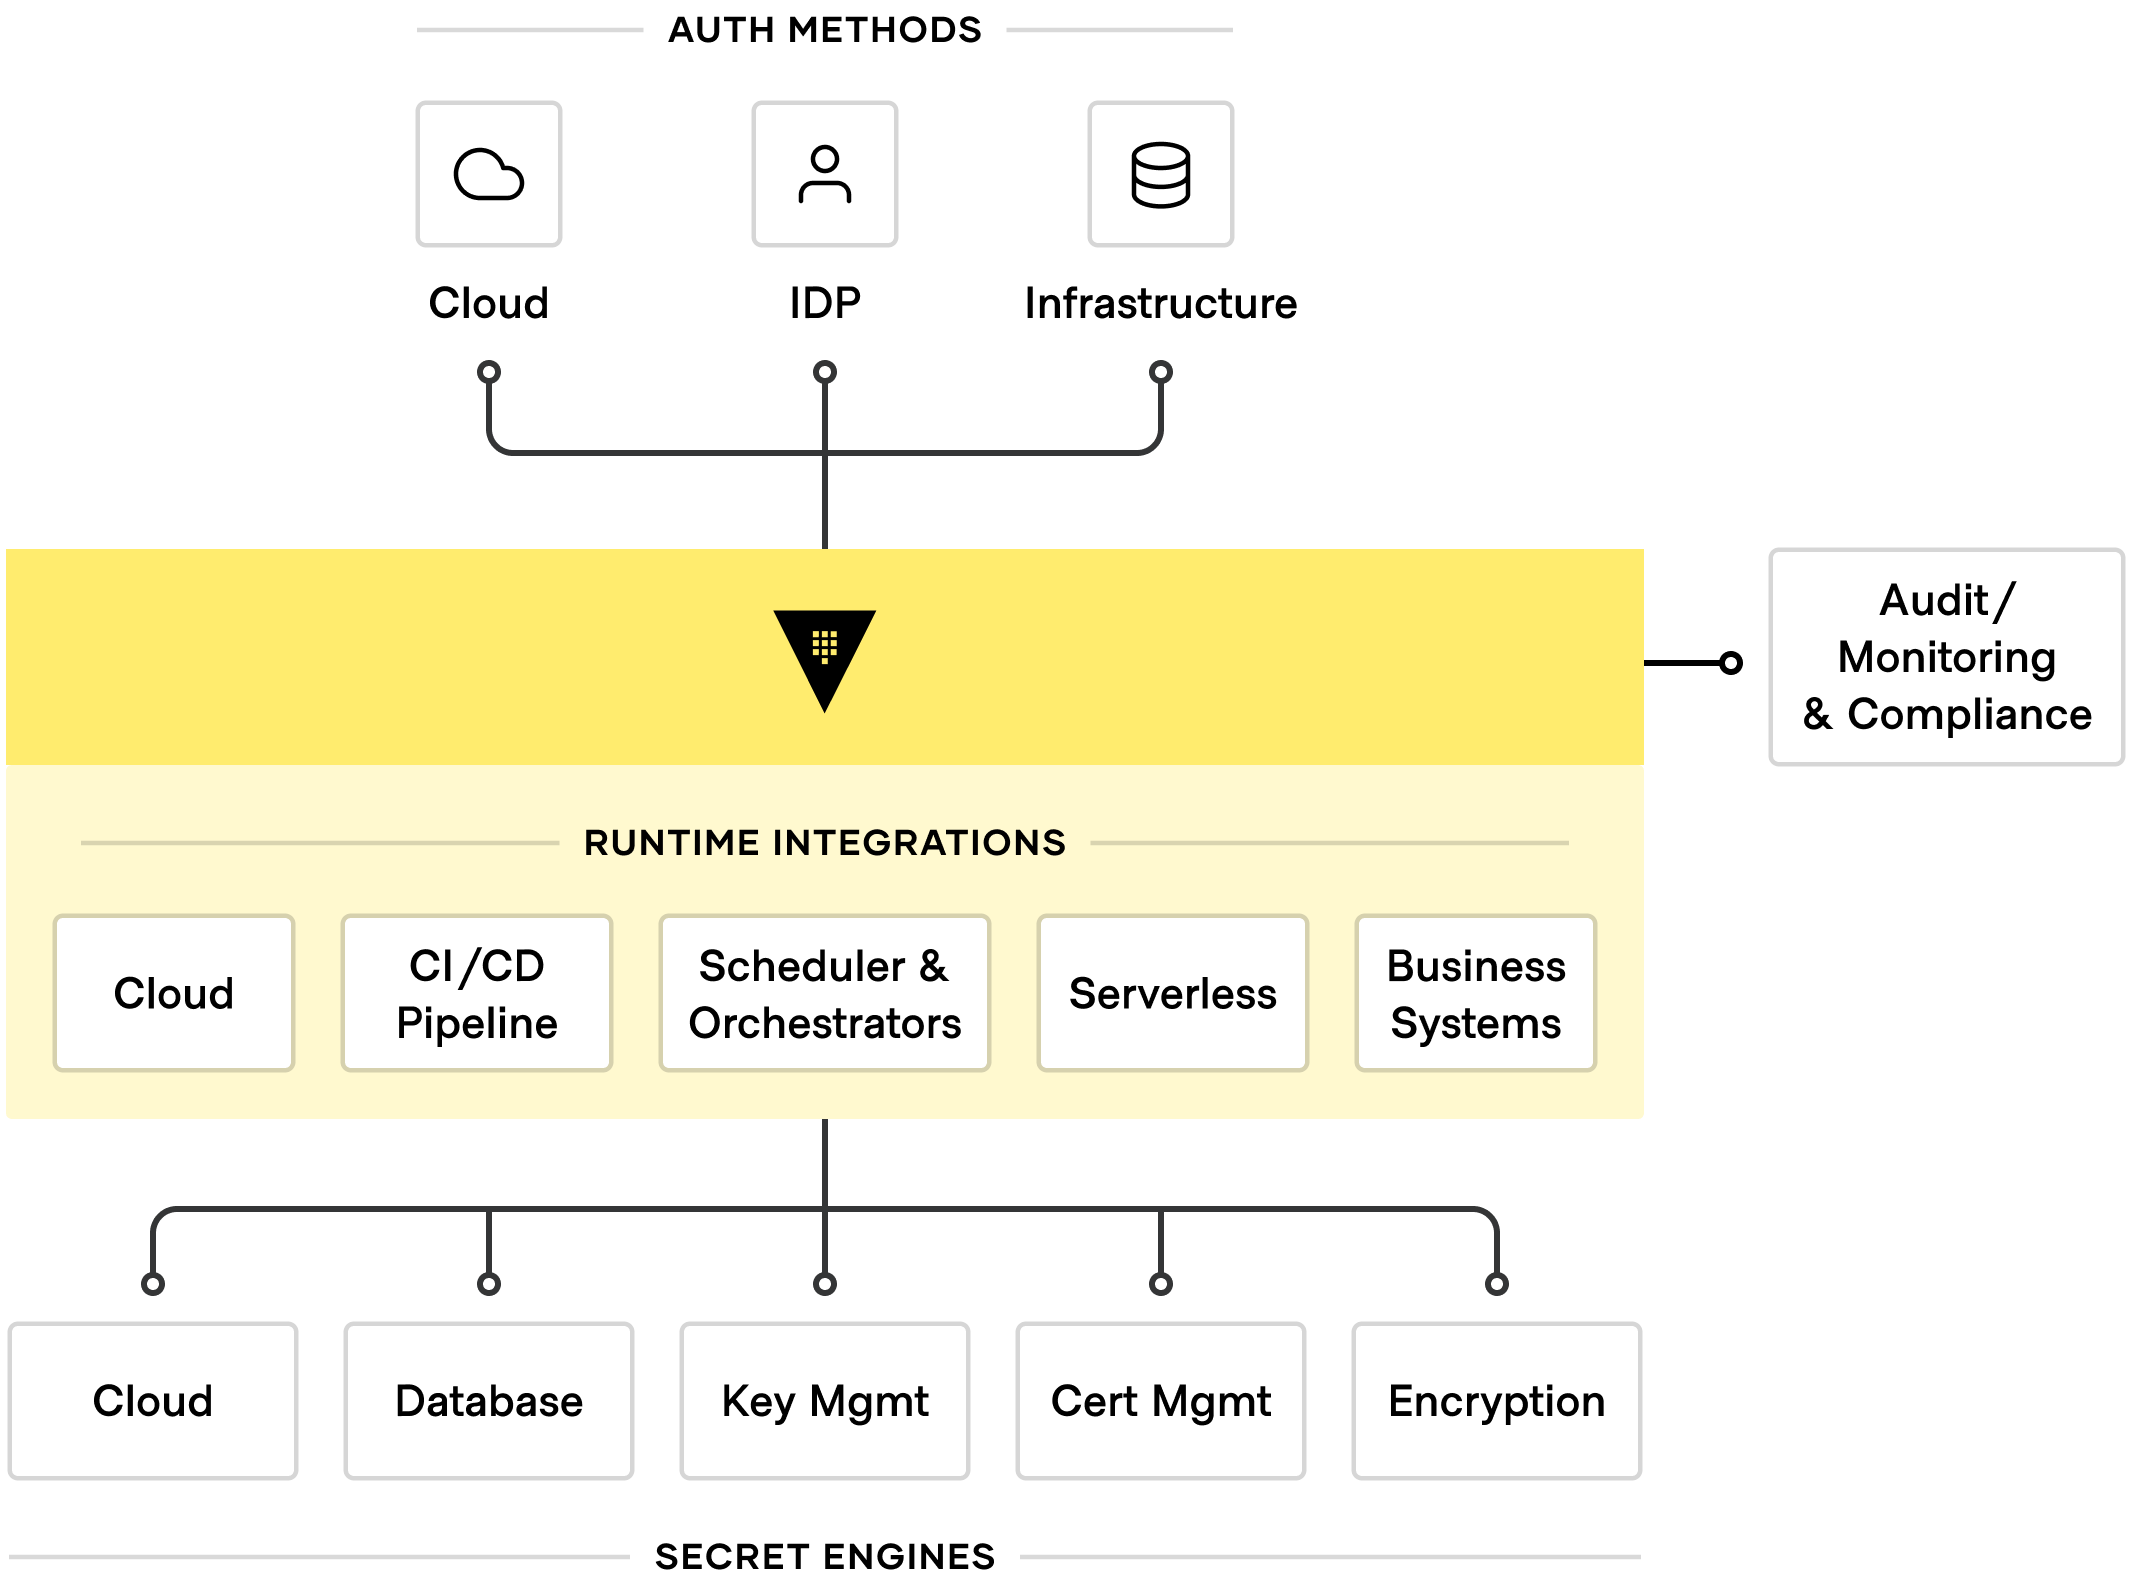 AUTH METHODS
Cloud
IDP
Infrastructure
Audit/
Monitoring
& Compliance
RUNTIME INTEGRATIONS
Cloud
CI/CD
Pipeline
Scheduler &
Orchestrators
Serverless
Business
Systems
Cloud
Database
Key Mgmt
Cert Mgmt
Encryption
SECRET ENGINES